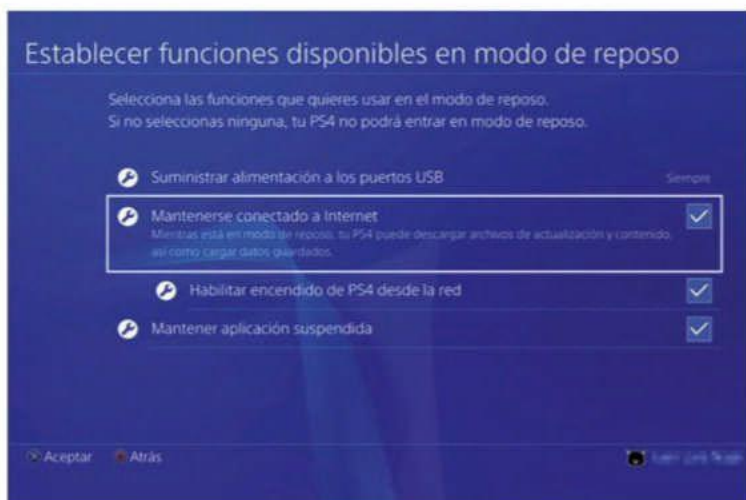 Establecer funciones disponibles en modo de reposo
Selecciona las funciones que quieres usar en el modo de reposo.
Si no seleccionas ninguna, tu PS4 no podrá entrar en modo de reposo.
Suministrar alimentación a los puertos USB Siempre
Mantenerse conectado a Internet
Mientras está en modo de reposo, tu PS4 puede descargar archivos de actualización y contenido,
así como cargar datos guardados.
Habilitar encendido de PS4 desde la red
Mantener aplicación suspendida
Aceptar Atrás